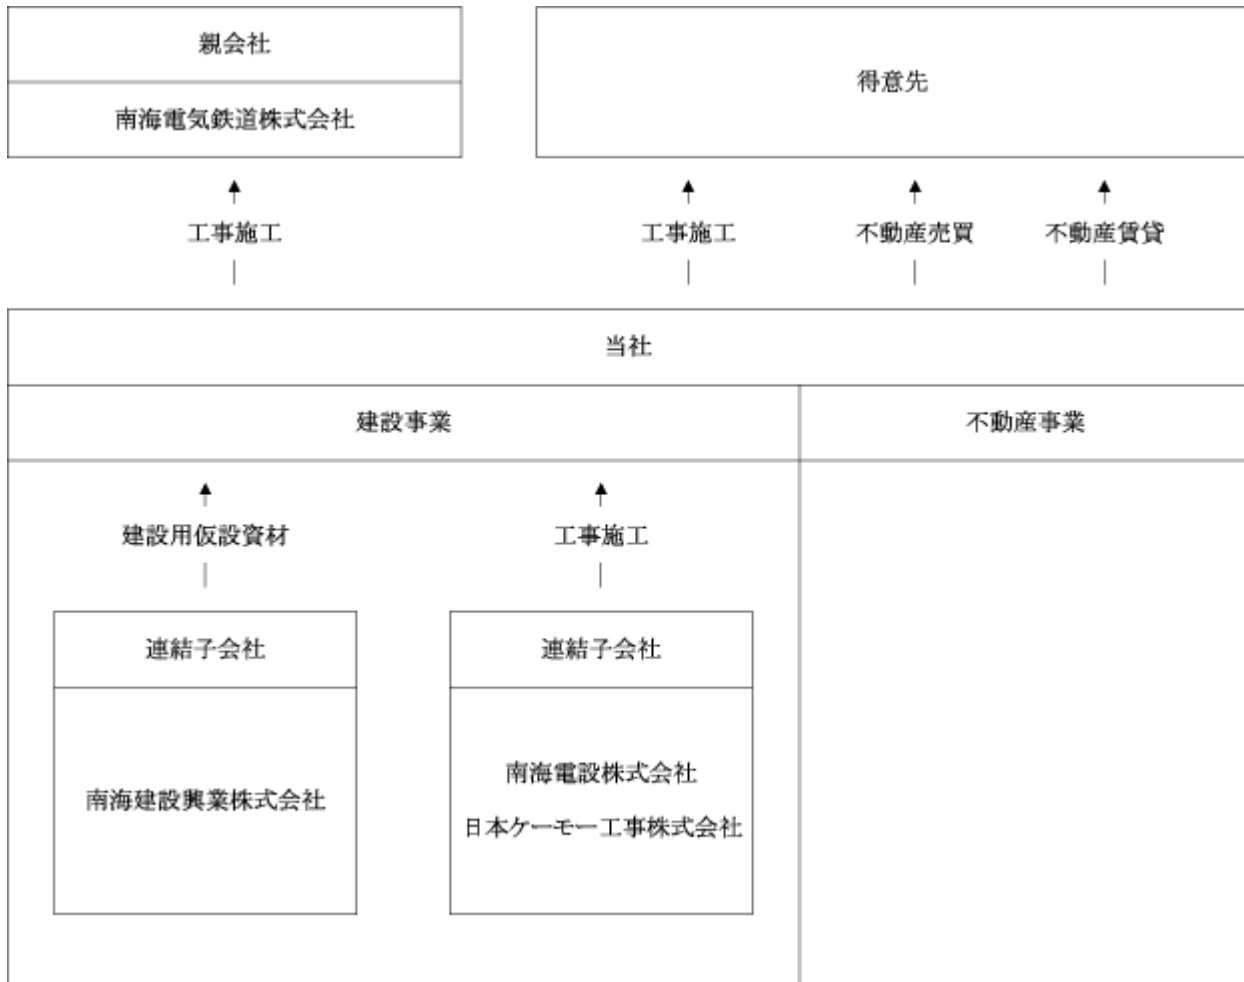 親会社
南海電気鉄道株式会社
得意先
工事施工
工事施工
不動産売買
不動産賃貸
当社
建設事業
不動産事業
建設用仮設資材
工事施工
連結子会社
南海建設興業株式会社
連結子会社
南海電設株式会社
日本ケーモー工事株式会社